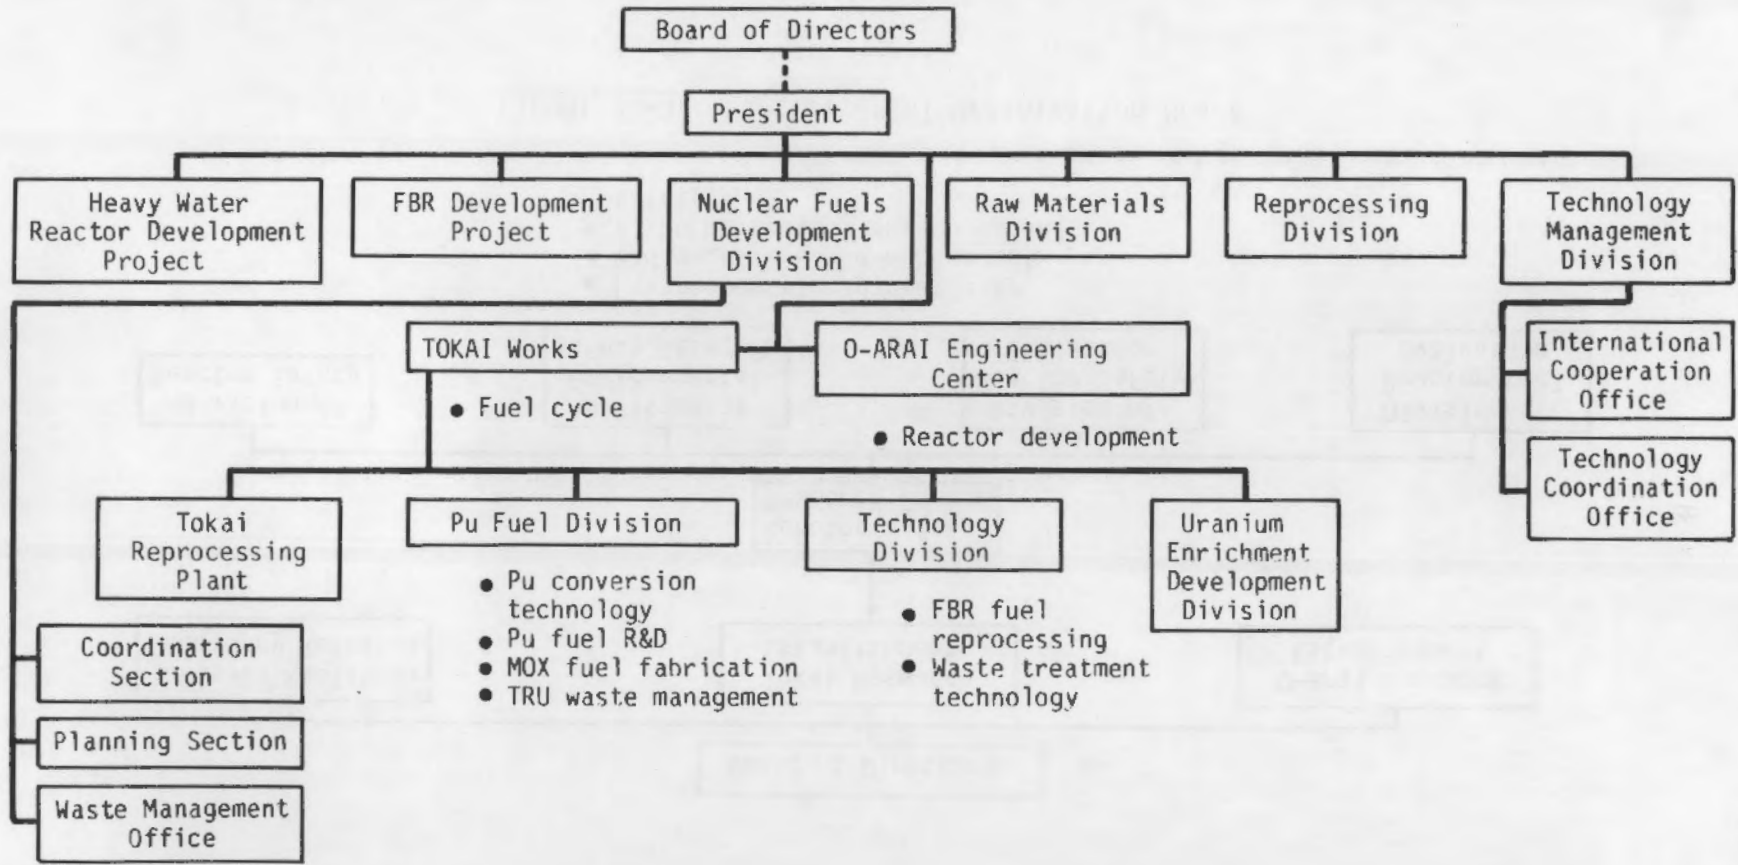 Board of Directors
President
Heavy Water
Reactor Development
Project
FBR Development
Project
Nuclear Fuels
Development
Division
Raw Materials
Division
Reprocessing
Division
Technology
Management
Division
TOKAI Works
• Fuel cycle
O-ARAI Engineering
Center
• Reactor development
International
Cooperation
Office
Technology
Coordination
Office
Tokai
Reprocessing
Plant
Pu Fuel Division
• Pu conversion
technology
• Pu fuel R&D
• MOX fuel fabrication
• TRU waste management
Technology
Division
• FBR fuel
reprocessing
• Waste treatment
technology
Uranium
Enrichment
Development
Division
Coordination
Section
Planning Section
Waste Management
Office